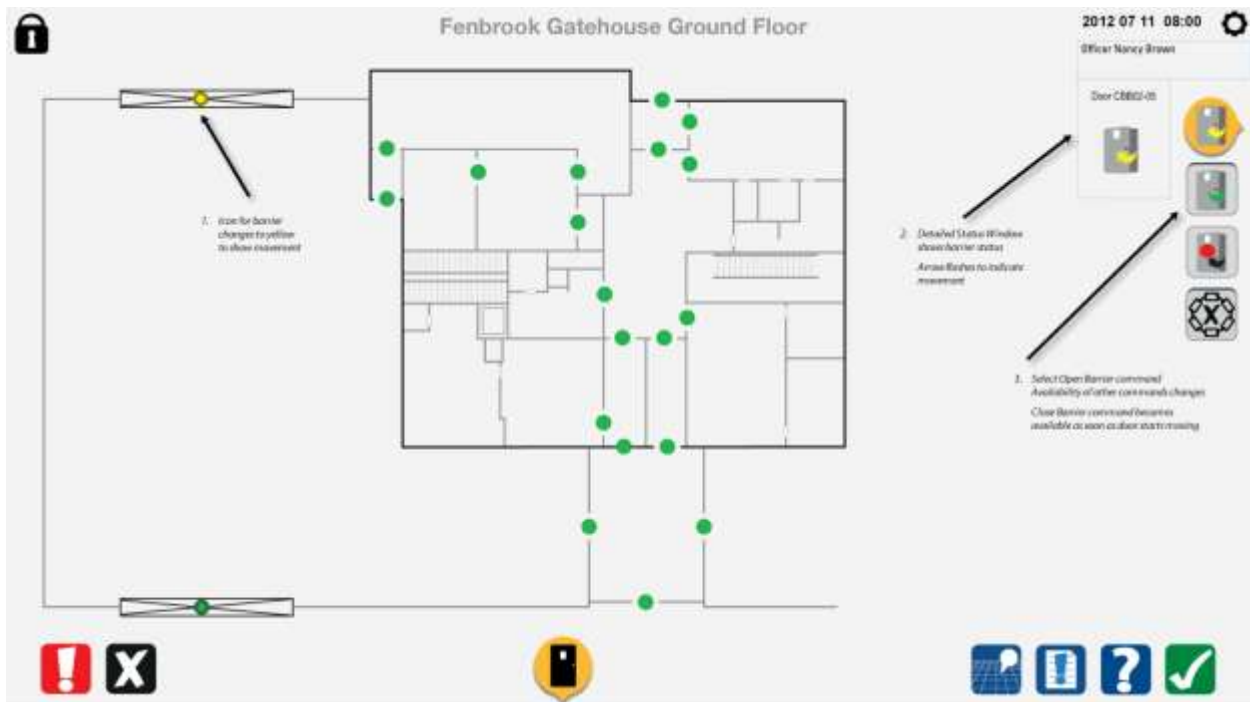 Fenbrook Gatehouse Ground Floor
2012 07 11 08:00
Officer Nancy Brown
Door CBB02-05
1. Icon for barrier
changes to yellow
to show movement
2. Detailed Status Window
shows barrier status
Arrow flashes to indicate
movement
3. Select Open Barrier command
Availability of other commands changes
Close Barrier command becomes
available as soon as door starts moving
X
! X ! ?